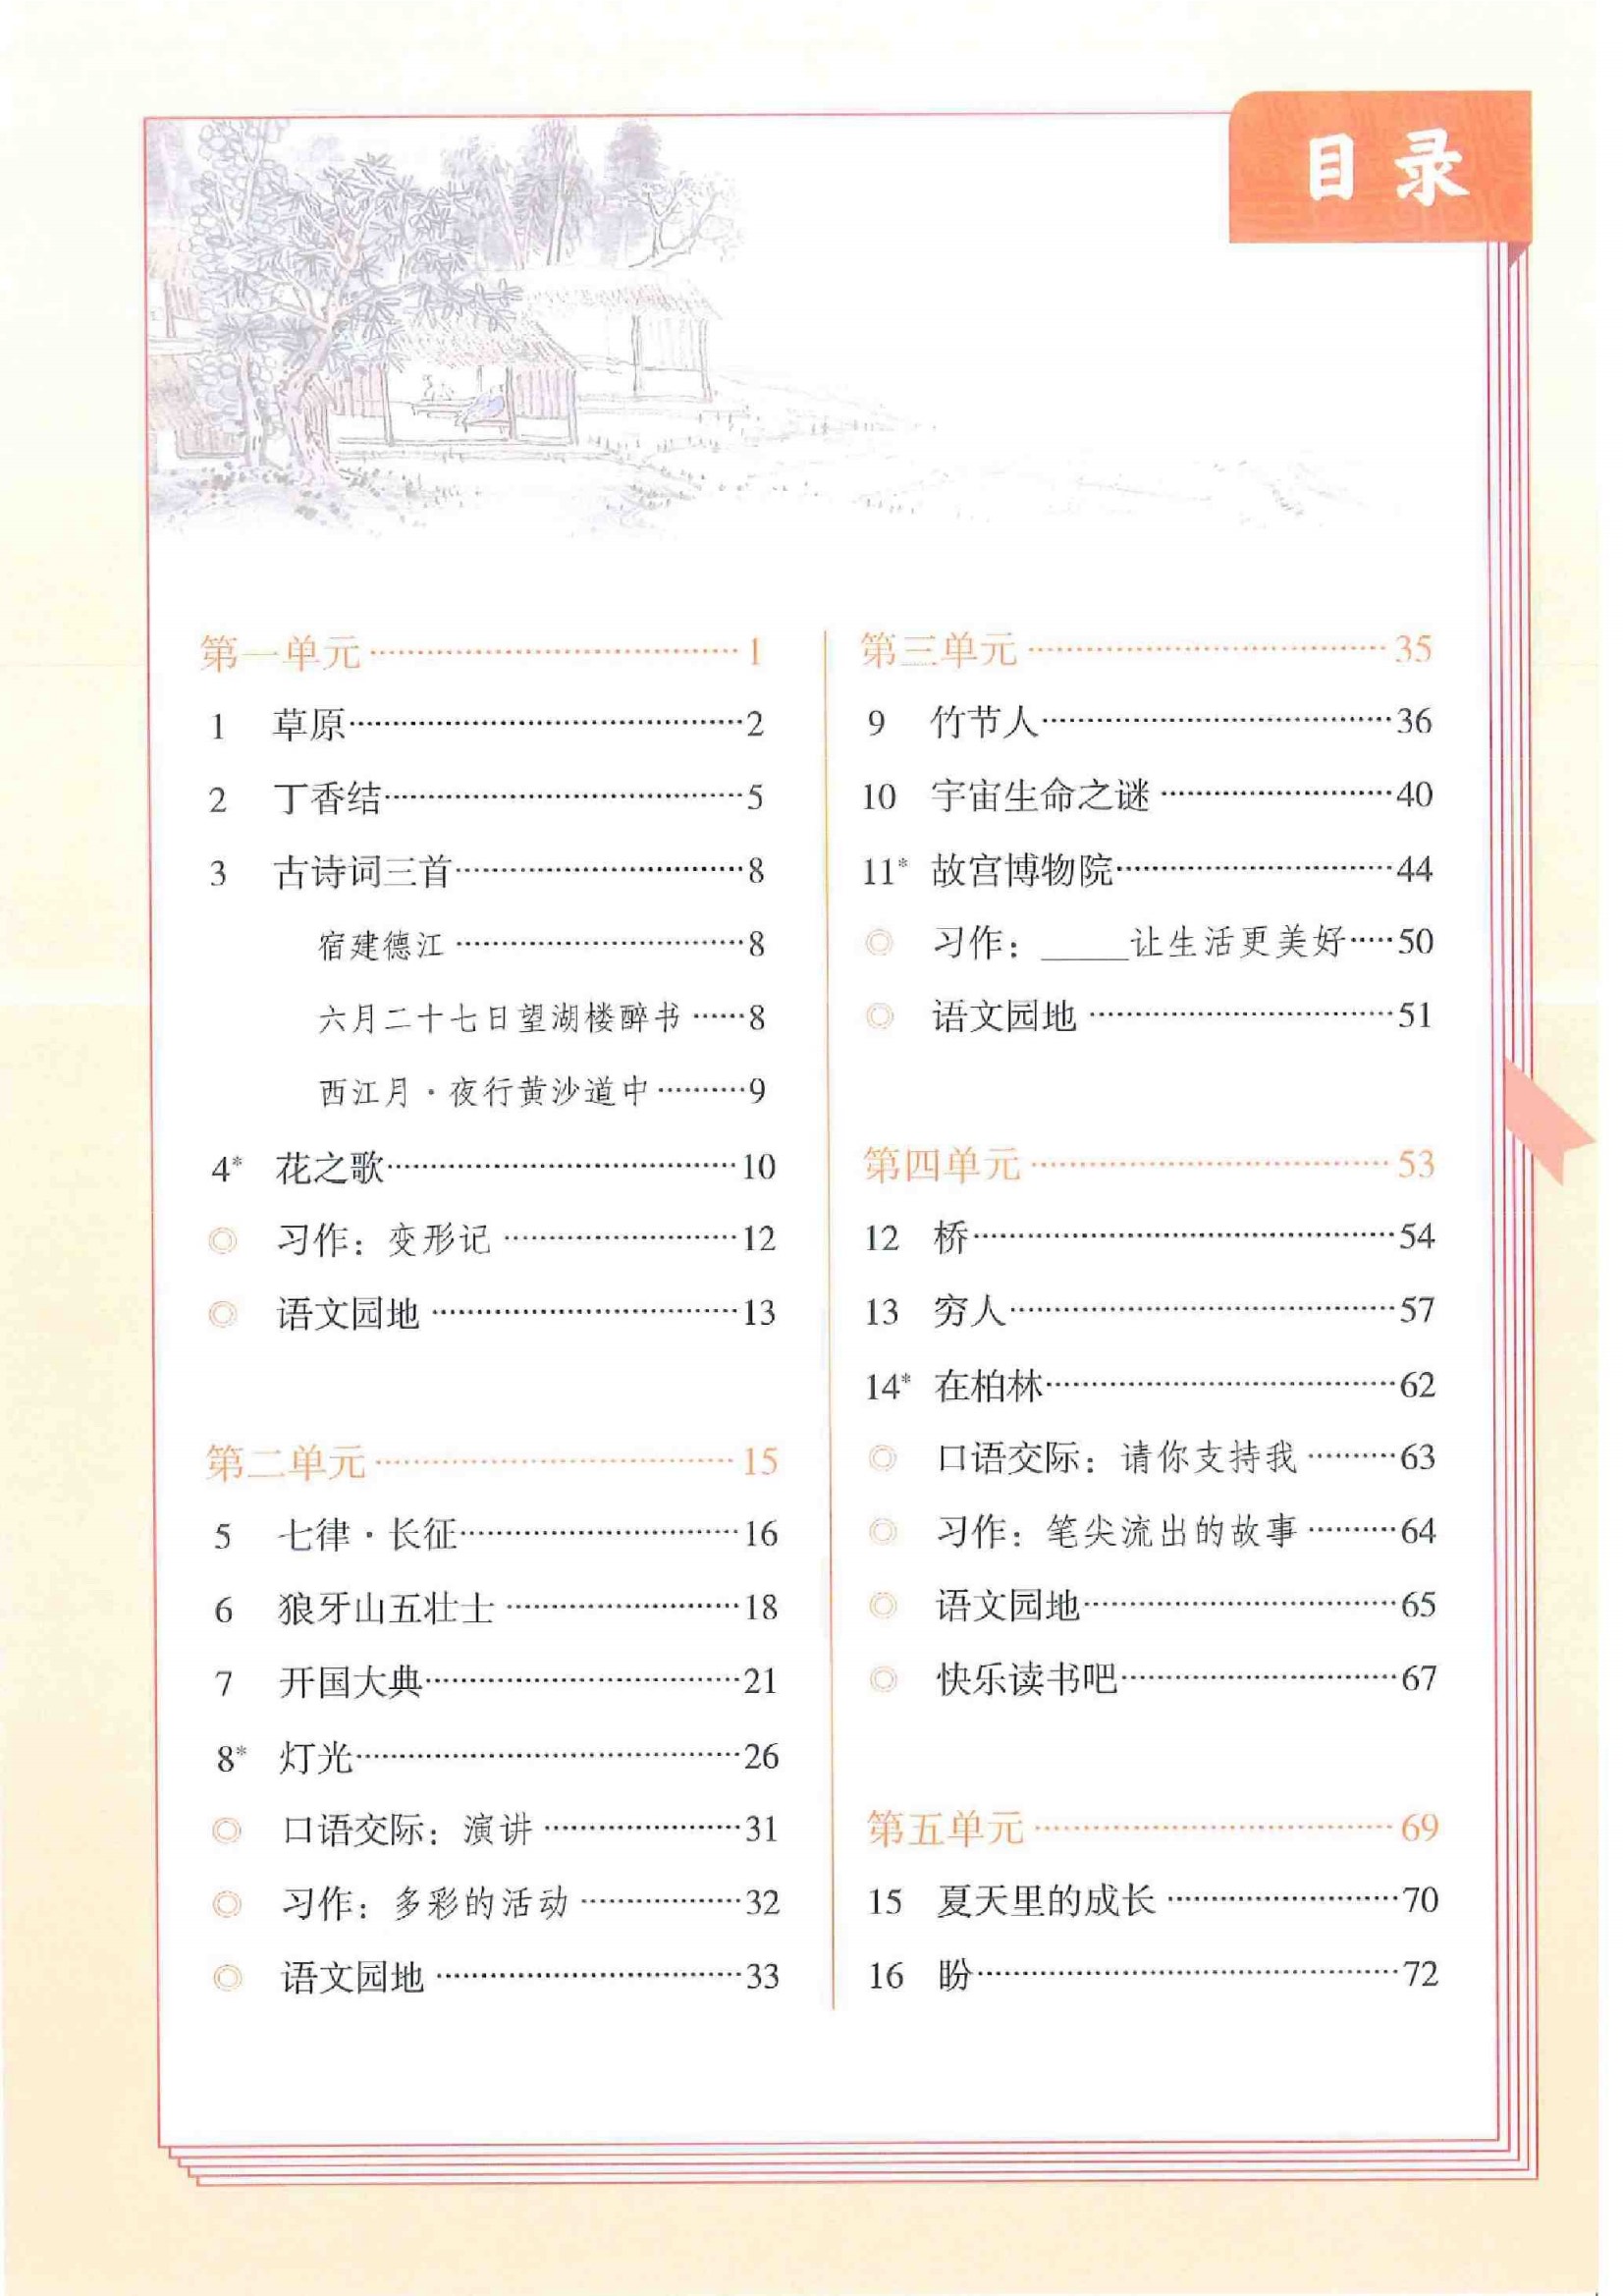 目录
第一单元 1
1 草原 2
2 丁香结 5
3 古诗词三首 8
宿建德江 8
六月二十七日望湖楼醉书 8
西江月·夜行黄沙道中 9
4* 花之歌 10
◎ 习作：变形记 12
◎ 语文园地 13
第二单元 15
5 七律·长征 16
6 狼牙山五壮士 18
7 开国大典 21
8* 灯光 26
◎ 口语交际：演讲 31
◎ 习作：多彩的活动 32
◎ 语文园地 33
第三单元 35
9 竹节人 36
10 宇宙生命之谜 40
11* 故宫博物院 44
◎ 习作：____让生活更美好 50
◎ 语文园地 51
第四单元 53
12 桥 54
13 穷人 57
14* 在柏林 62
◎ 口语交际：请你支持我 63
◎ 习作：笔尖流出的故事 64
◎ 语文园地 65
◎ 快乐读书吧 67
第五单元 69
15 夏天里的成长 70
16 盼 72